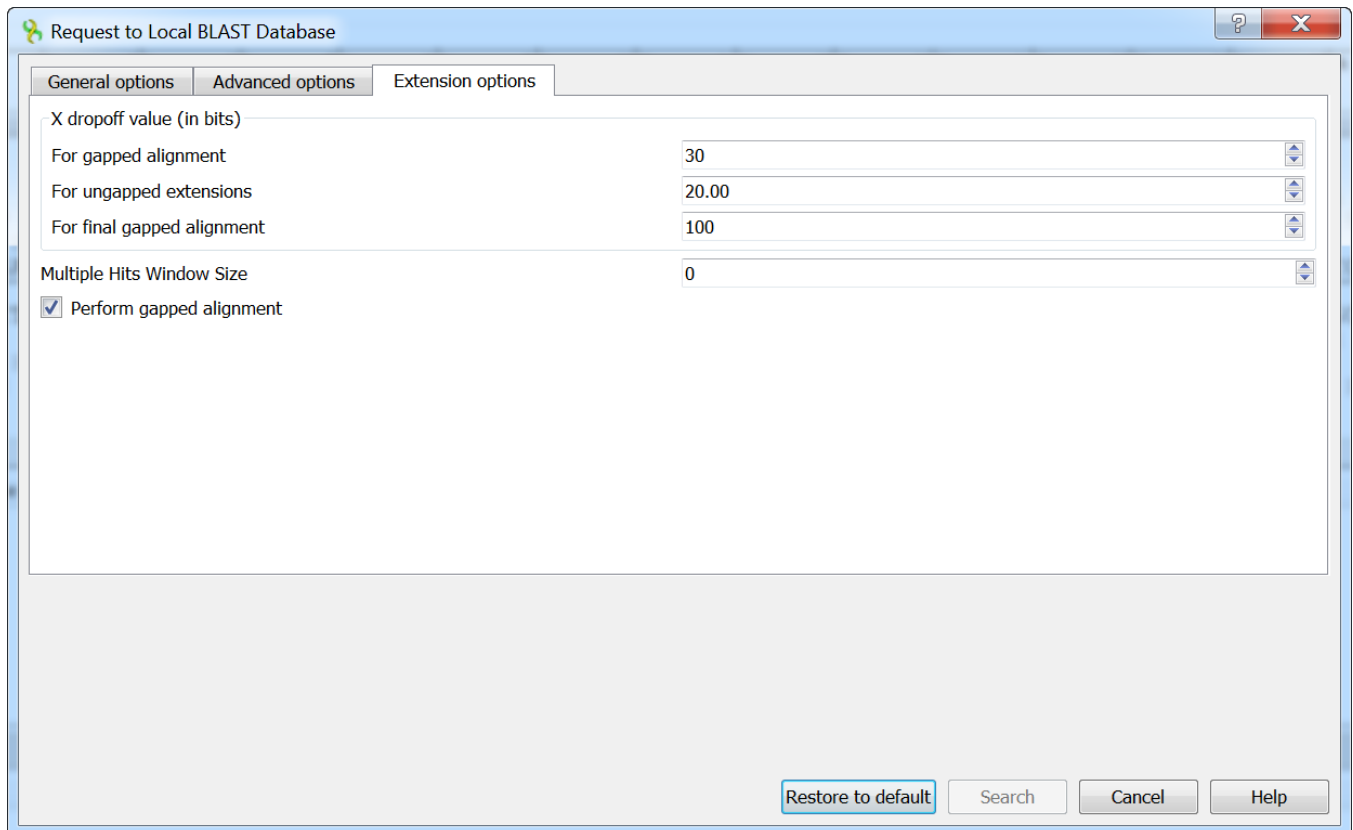 Request to Local BLAST Database
General options Advanced options Extension options
X dropoff value (in bits)
For gapped alignment 30
For ungapped extensions 20.00
For final gapped alignment 100
Multiple Hits Window Size 0
Perform gapped alignment
Restore to default Search Cancel Help